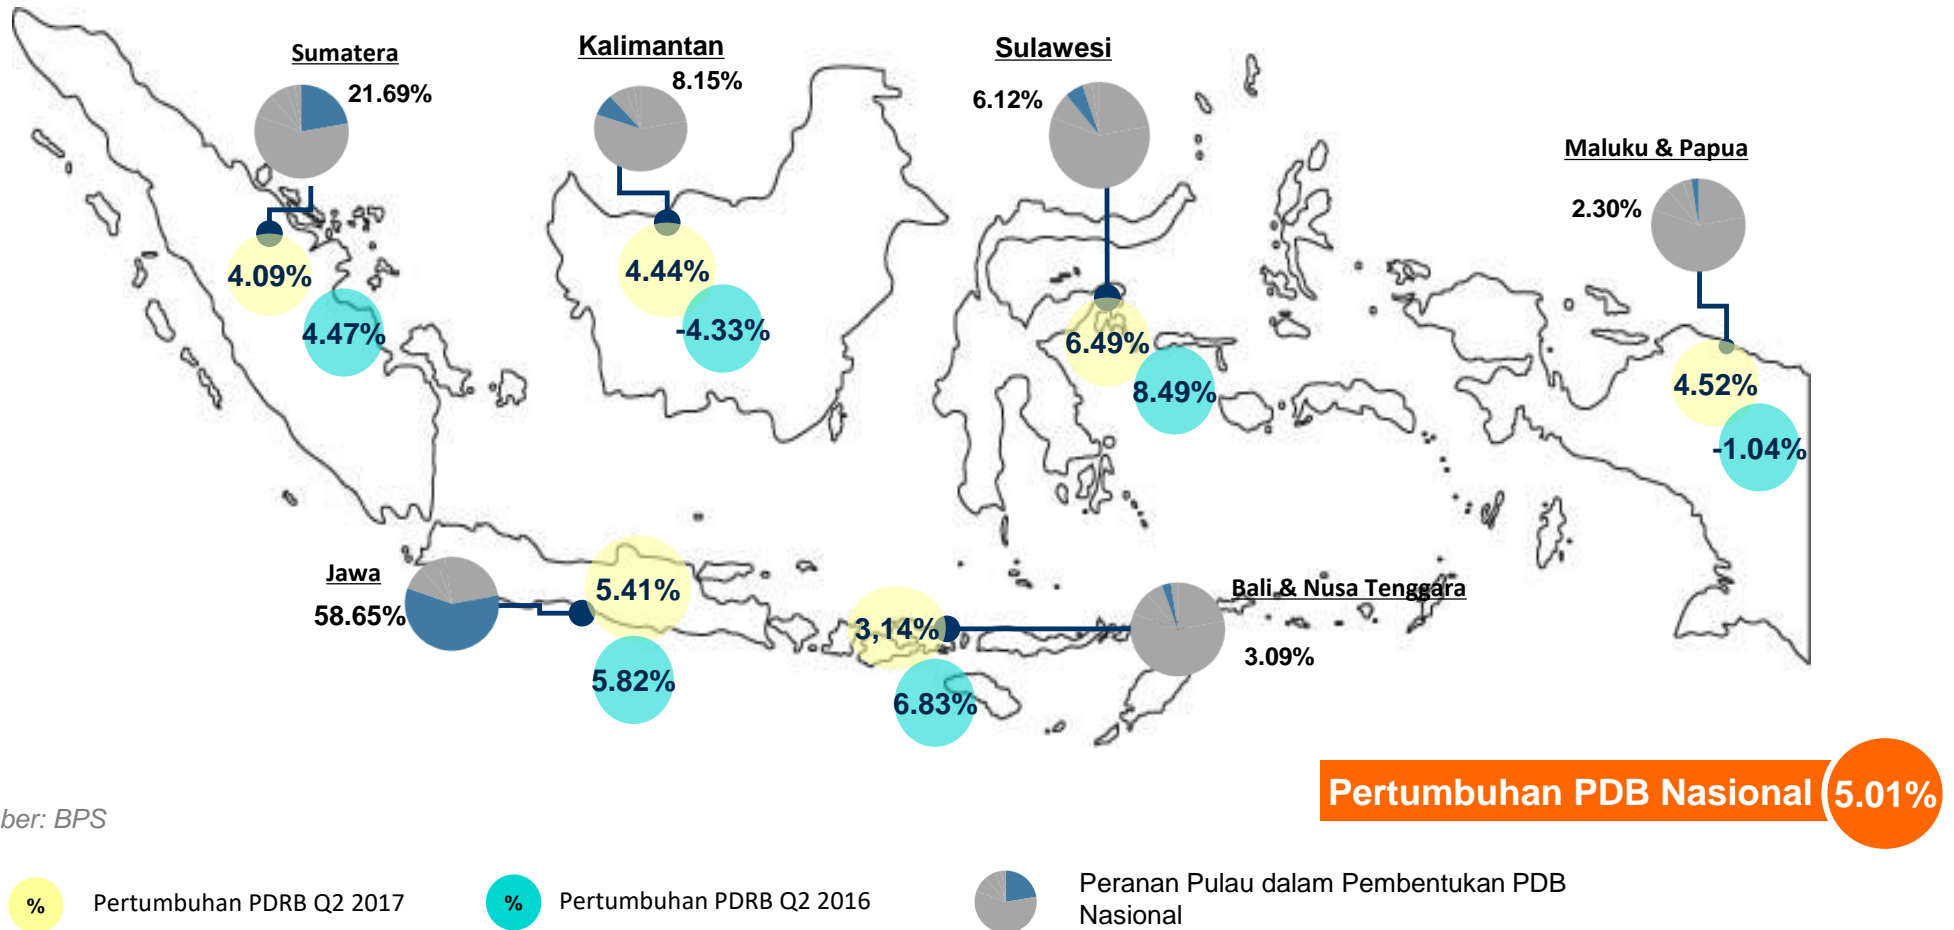 Sumatera
21.69%
4.09%
4.47%
Kalimantan
8.15%
4.44%
-4.33%
Sulawesi
6.12%
6.49%
8.49%
Maluku & Papua
2.30%
4.52%
-1.04%
Jawa
58.65%
5.41%
5.82%
Bali & Nusa Tenggara
3,14%
3.09%
6.83%
Pertumbuhan PDB Nasional 5.01%
ber: BPS
% Pertumbuhan PDRB Q2 2017
% Pertumbuhan PDRB Q2 2016
Peranan Pulau dalam Pembentukan PDB
Nasional